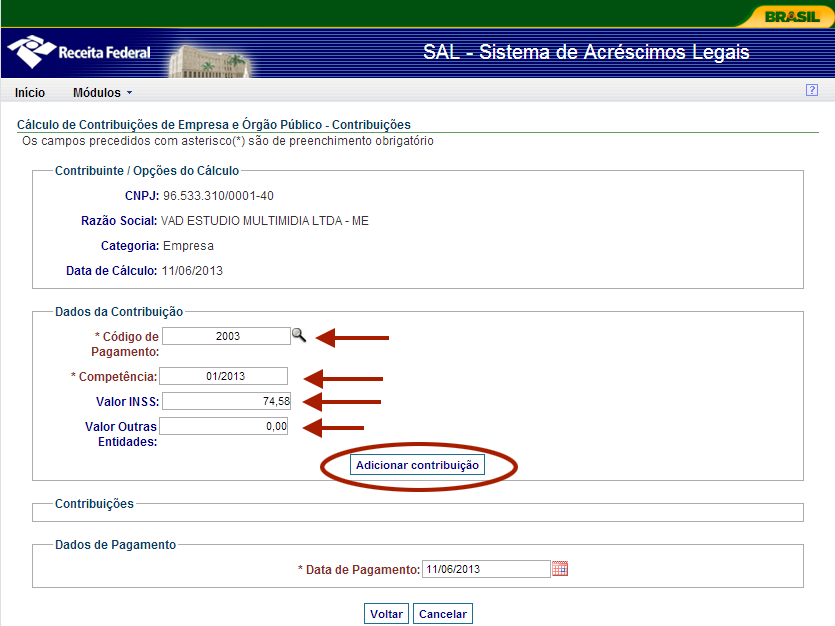 BRASIL
Receita Federal
SAL - Sistema de Acréscimos Legais
Início Módulos ?
Cálculo de Contribuições de Empresa e Órgão Público - Contribuições
Os campos precedidos com asterisco(*) são de preenchimento obrigatório
Contribuinte / Opções do Cálculo
CNPJ: 96.533.310/0001-40
Razão Social: VAD ESTUDIO MULTIMIDIA LTDA - ME
Categoria: Empresa
Data de Cálculo: 11/06/2013
Dados da Contribuição
* Código de Pagamento: 2003
* Competência: 01/2013
Valor INSS: 74,58
Valor Outras Entidades: 0,00
Adicionar contribuição
Contribuições
Dados de Pagamento
* Data de Pagamento: 11/06/2013
Voltar Cancelar